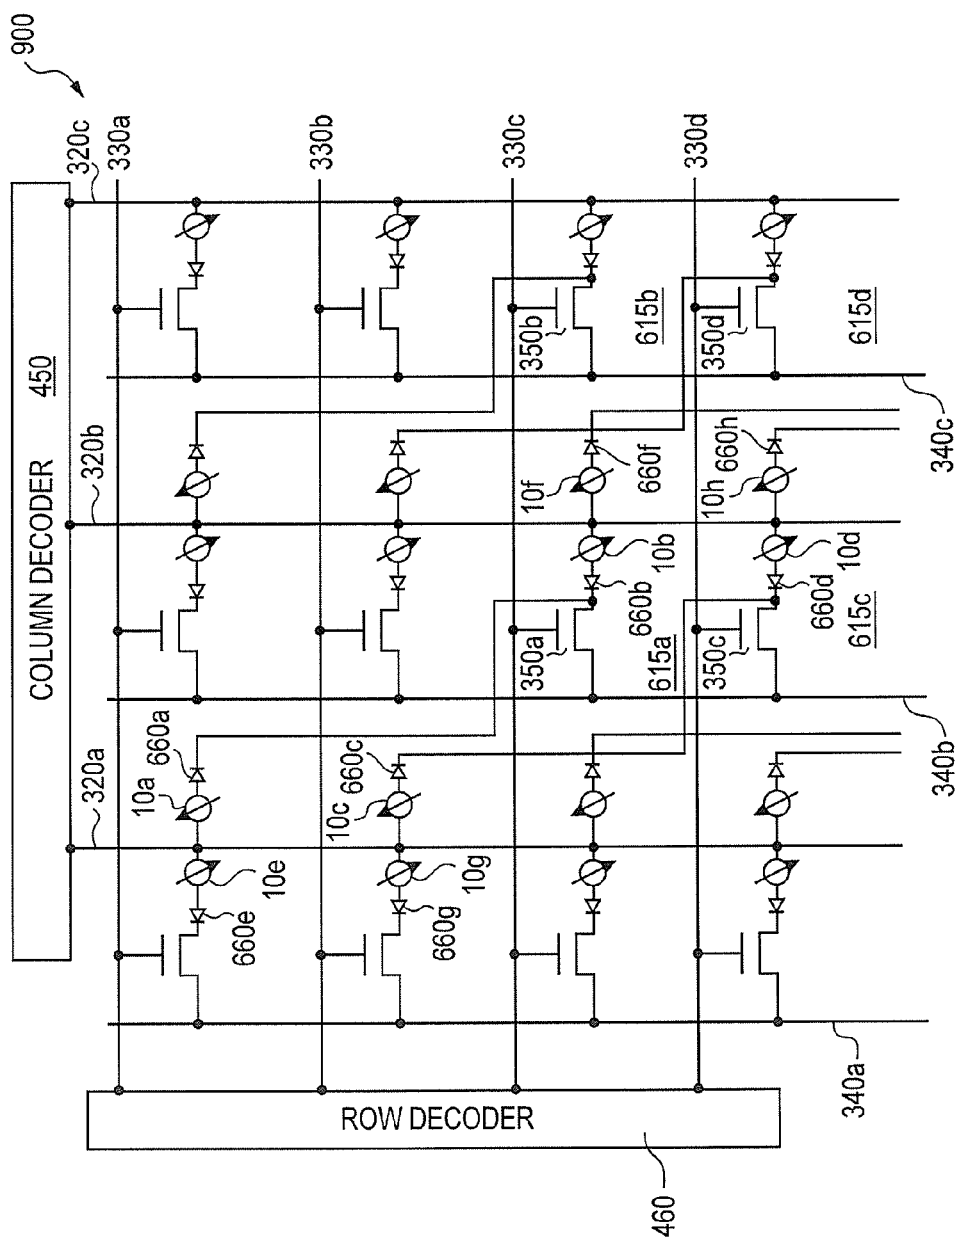 900
COLUMN DECODER 450
320a
320b
320c
330a
330b
330c
330d
10a
660a
10e
660e
10c
660c
10g
660g
350a
615a
10b
660b
10f
660f
350b
615b
350c
615c
10d
660d
10h
660h
350d
615d
340a
340b
340c
ROW DECODER
460